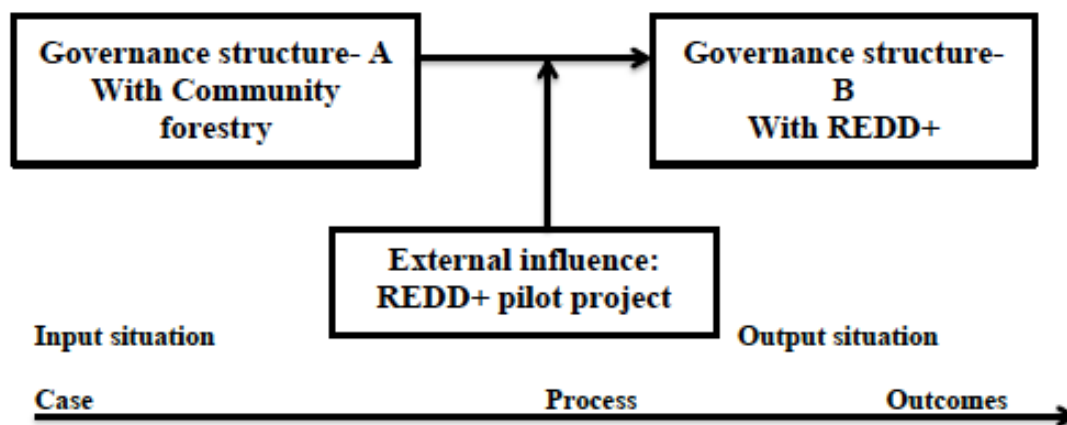 Governance structure- A
With Community
forestry
Governance structure-
B
With REDD+
External influence:
REDD+ pilot project
Input situation
Output situation
Case
Process
Outcomes